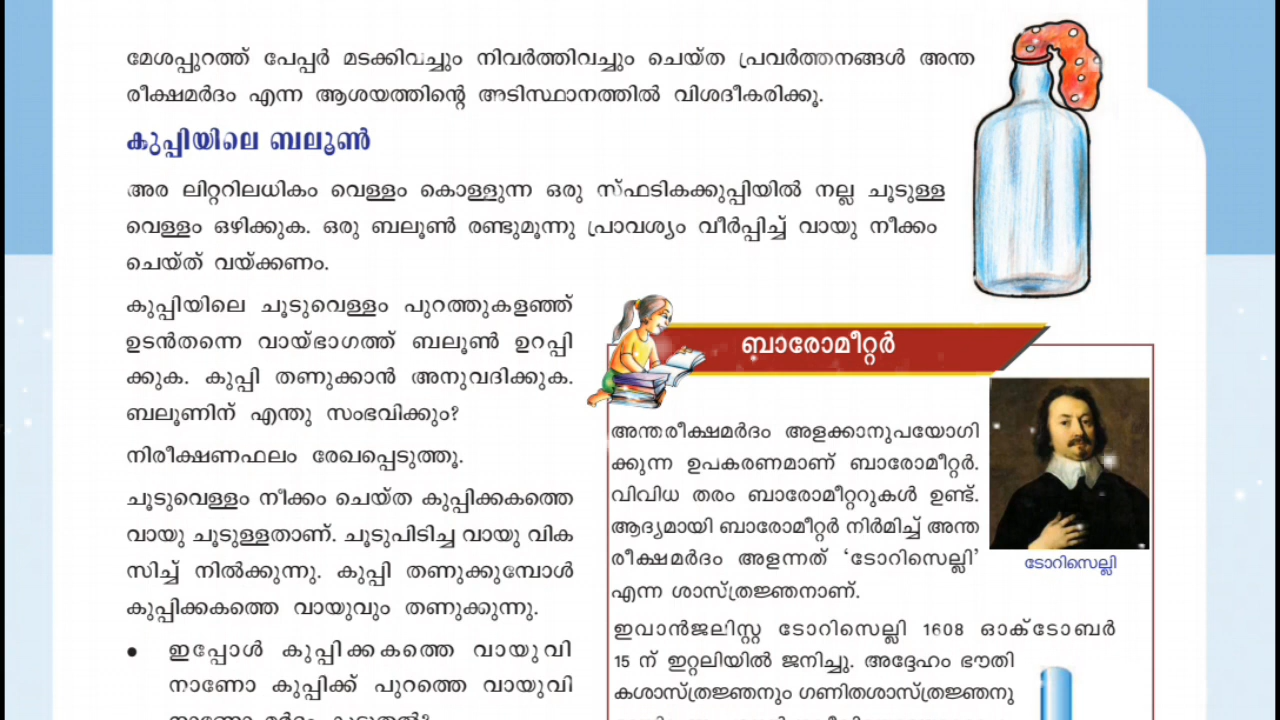 മേശപ്പുറത്ത് പേപ്പർ മടക്കിവച്ചും നിവർത്തിവച്ചും ചെയ്ത പ്രവർത്തനങ്ങൾ അന്ത
രീക്ഷമർദം എന്ന ആശയത്തിന്റെ അടിസ്ഥാനത്തിൽ വിശദീകരിക്കൂ.
കുപ്പിയിലെ ബലൂൺ
അര ലിറ്ററിലധികം വെള്ളം കൊള്ളുന്ന ഒരു സ്ഫടികക്കുപ്പിയിൽ നല്ല ചൂടുള്ള
വെള്ളം ഒഴിക്കുക. ഒരു ബലൂൺ രണ്ടുമൂന്നു പ്രാവശ്യം വീർപ്പിച്ച് വായു നീക്കം
ചെയ്ത് വയ്ക്കണം.
കുപ്പിയിലെ ചൂടുവെള്ളം പുറത്തുകളഞ്ഞ്
ഉടൻതന്നെ വായ്ഭാഗത്ത് ബലൂൺ ഉറപ്പി
ക്കുക. കുപ്പി തണുക്കാൻ അനുവദിക്കുക.
ബലൂണിന് എന്തു സംഭവിക്കും?
നിരീക്ഷണഫലം രേഖപ്പെടുത്തൂ.
ചൂടുവെള്ളം നീക്കം ചെയ്ത കുപ്പിക്കകത്തെ
വായു ചൂടുള്ളതാണ്. ചൂടുപിടിച്ച വായു വിക
സിച്ച് നിൽക്കുന്നു. കുപ്പി തണുക്കുമ്പോൾ
കുപ്പിക്കകത്തെ വായുവും തണുക്കുന്നു.
• ഇപ്പോൾ കുപ്പിക്കകത്തെ വായുവി
നാണോ കുപ്പിക്ക് പുറത്തെ വായുവി
ബാരോമീറ്റർ
അന്തരീക്ഷമർദം അളക്കാനുപയോഗി
ക്കുന്ന ഉപകരണമാണ് ബാരോമീറ്റർ.
വിവിധ തരം ബാരോമീറ്ററുകൾ ഉണ്ട്.
ആദ്യമായി ബാരോമീറ്റർ നിർമിച്ച് അന്ത
രീക്ഷമർദം അളന്നത് ‘ടോറിസെല്ലി’
എന്ന ശാസ്ത്രജ്ഞനാണ്.
ടോറിസെല്ലി
ഇവാൻജലിസ്റ്റ ടോറിസെല്ലി 1608 ഓക്ടോബർ
15 ന് ഇറ്റലിയിൽ ജനിച്ചു. അദ്ദേഹം ഭൗതി
കശാസ്ത്രജ്ഞനും ഗണിതശാസ്ത്രജ്ഞനു